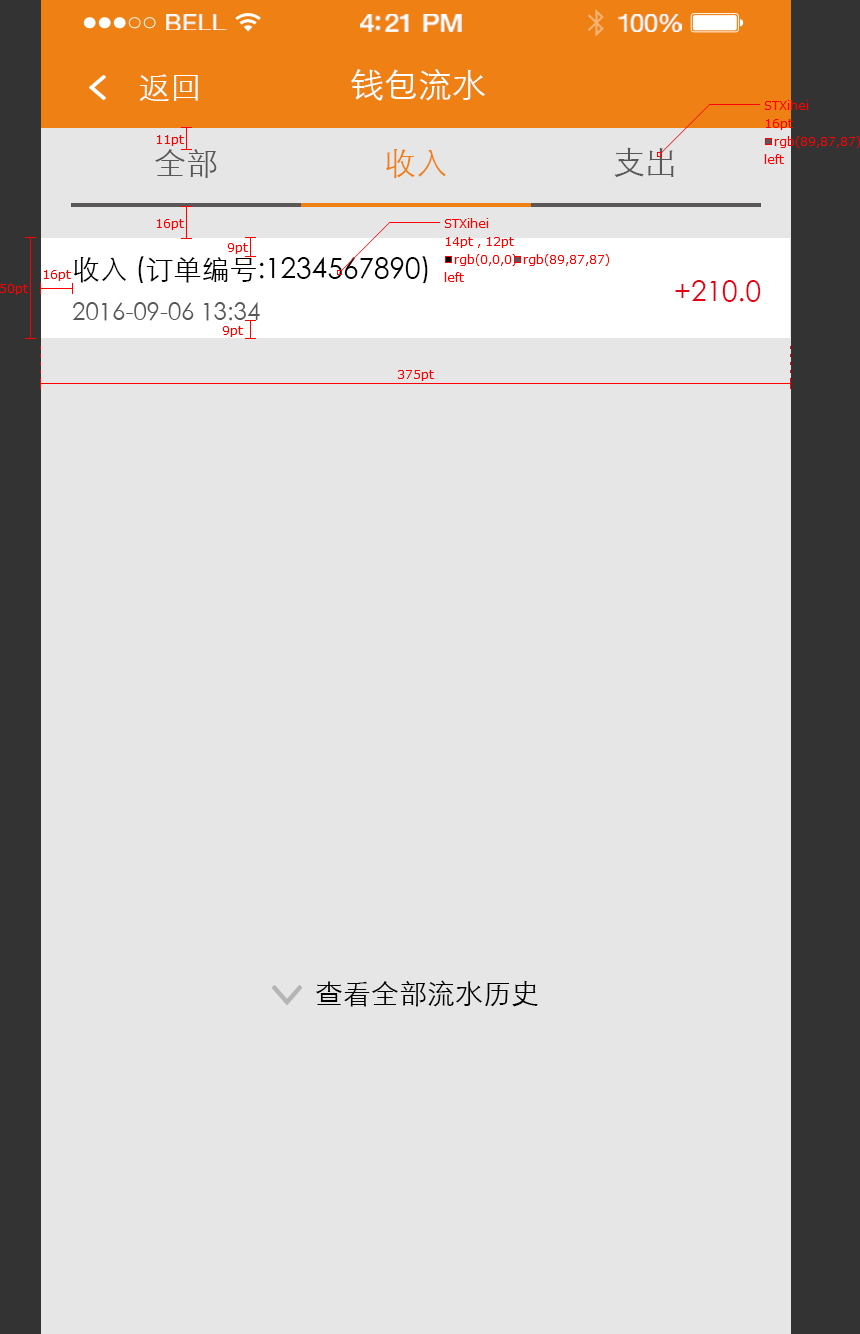 BELL 4:21 PM 100%
返回 钱包流水
STXihei
16pt
rgb(89,87,87)
left
11pt
全部 收入 支出
16pt
STXihei
14pt , 12pt
rgb(0,0,0) rgb(89,87,87)
left
9pt
收入 (订单编号:1234567890)
+210.0
16pt
50pt
2016-09-06 13:34
9pt
375pt
查看全部流水历史